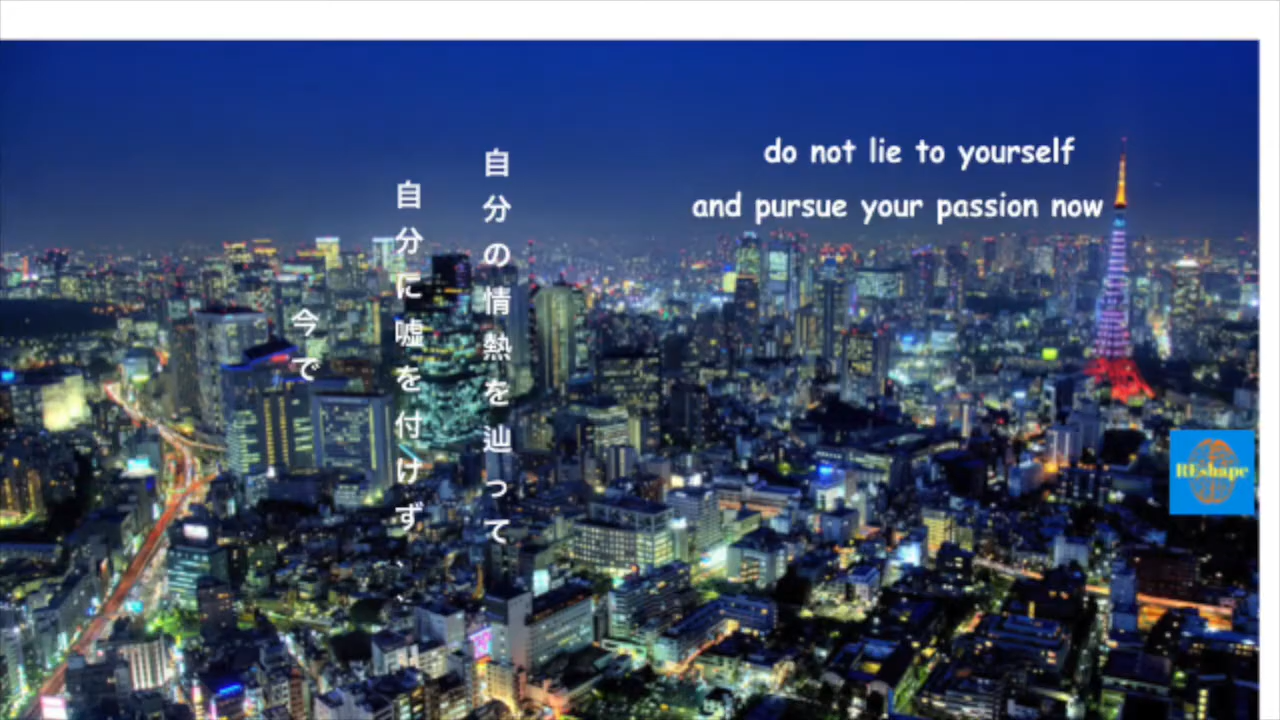 自分の情熱を辿って
自分に嘘を付けず
今で
do not lie to yourself
and pursue your passion now
REshape